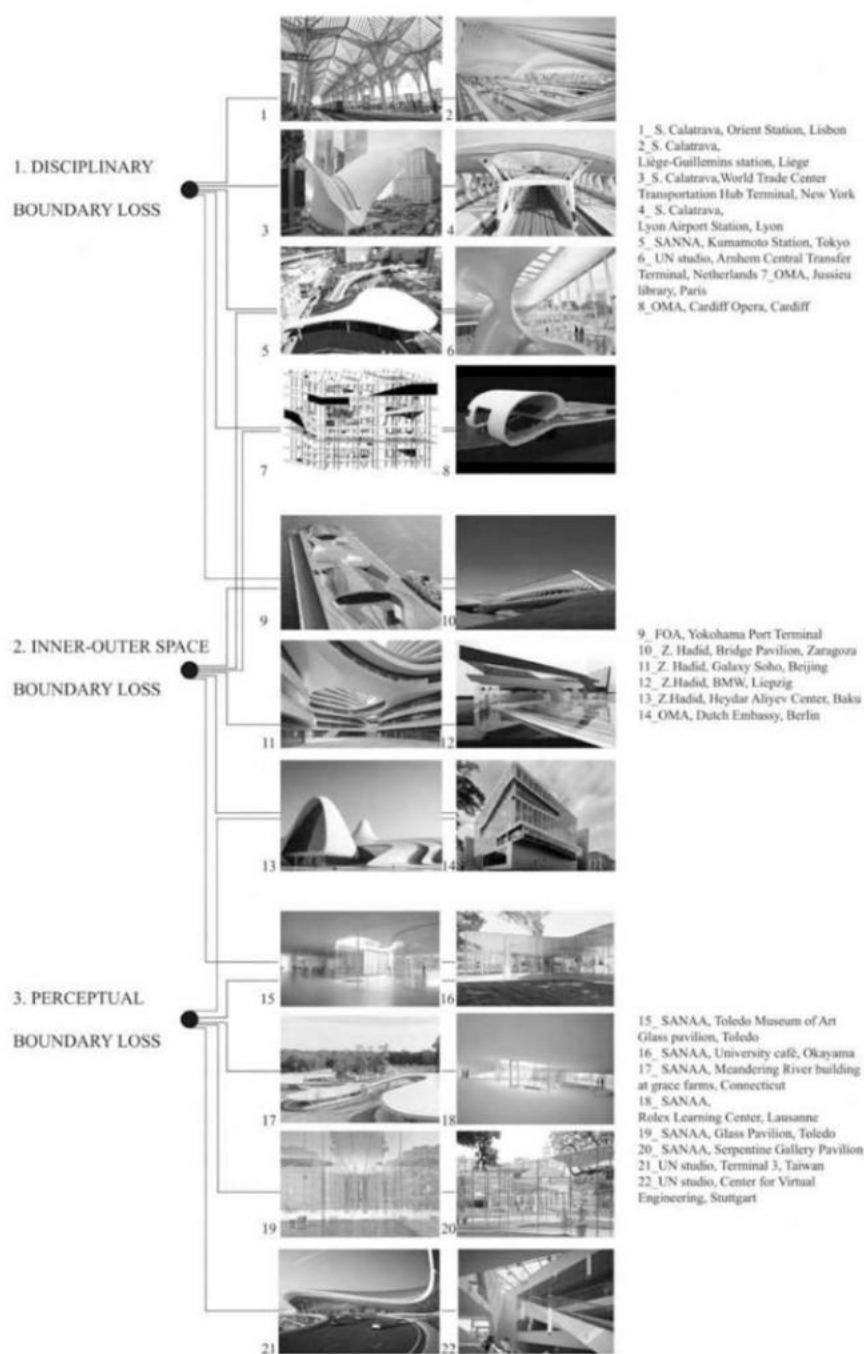 1. DISCIPLINARY
BOUNDARY LOSS
1
2
3
4
5
6
7
8
1_ S. Calatrava, Orient Station, Lisbon
2_S. Calatrava,
Liège-Guillemins station, Liege
3_S. Calatrava,World Trade Center
Transportation Hub Terminal, New York
4_ S. Calatrava,
Lyon Airport Station, Lyon
5_ SANNA, Kumamoto Station, Tokyo
6_ UN studio, Arnhem Central Transfer
Terminal, Netherlands 7_OMA, Jussieu
library, Paris
8_OMA, Cardiff Opera, Cardiff
2. INNER-OUTER SPACE
BOUNDARY LOSS
9
10
11
12
13
14
9_ FOA, Yokohama Port Terminal
10_ Z. Hadid, Bridge Pavilion, Zaragoza
11_Z. Hadid, Galaxy Soho, Beijing
12_ Z.Hadid, BMW, Liepzig
13_Z.Hadid, Heydar Aliyev Center, Baku
14_OMA, Dutch Embassy, Berlin
3. PERCEPTUAL
BOUNDARY LOSS
15
16
17
18
19
20
21
22
15_ SANAA, Toledo Museum of Art
Glass pavilion, Toledo
16_ SANAA, University café, Okayama
17_ SANAA, Meandering River building
at grace farms, Connecticut
18_ SANAA,
Rolex Learning Center, Lausanne
19_ SANAA, Glass Pavilion, Toledo
20_ SANAA, Serpentine Gallery Pavilion
21_UN studio, Terminal 3, Taiwan
22_UN studio, Center for Virtual
Engineering, Stuttgart